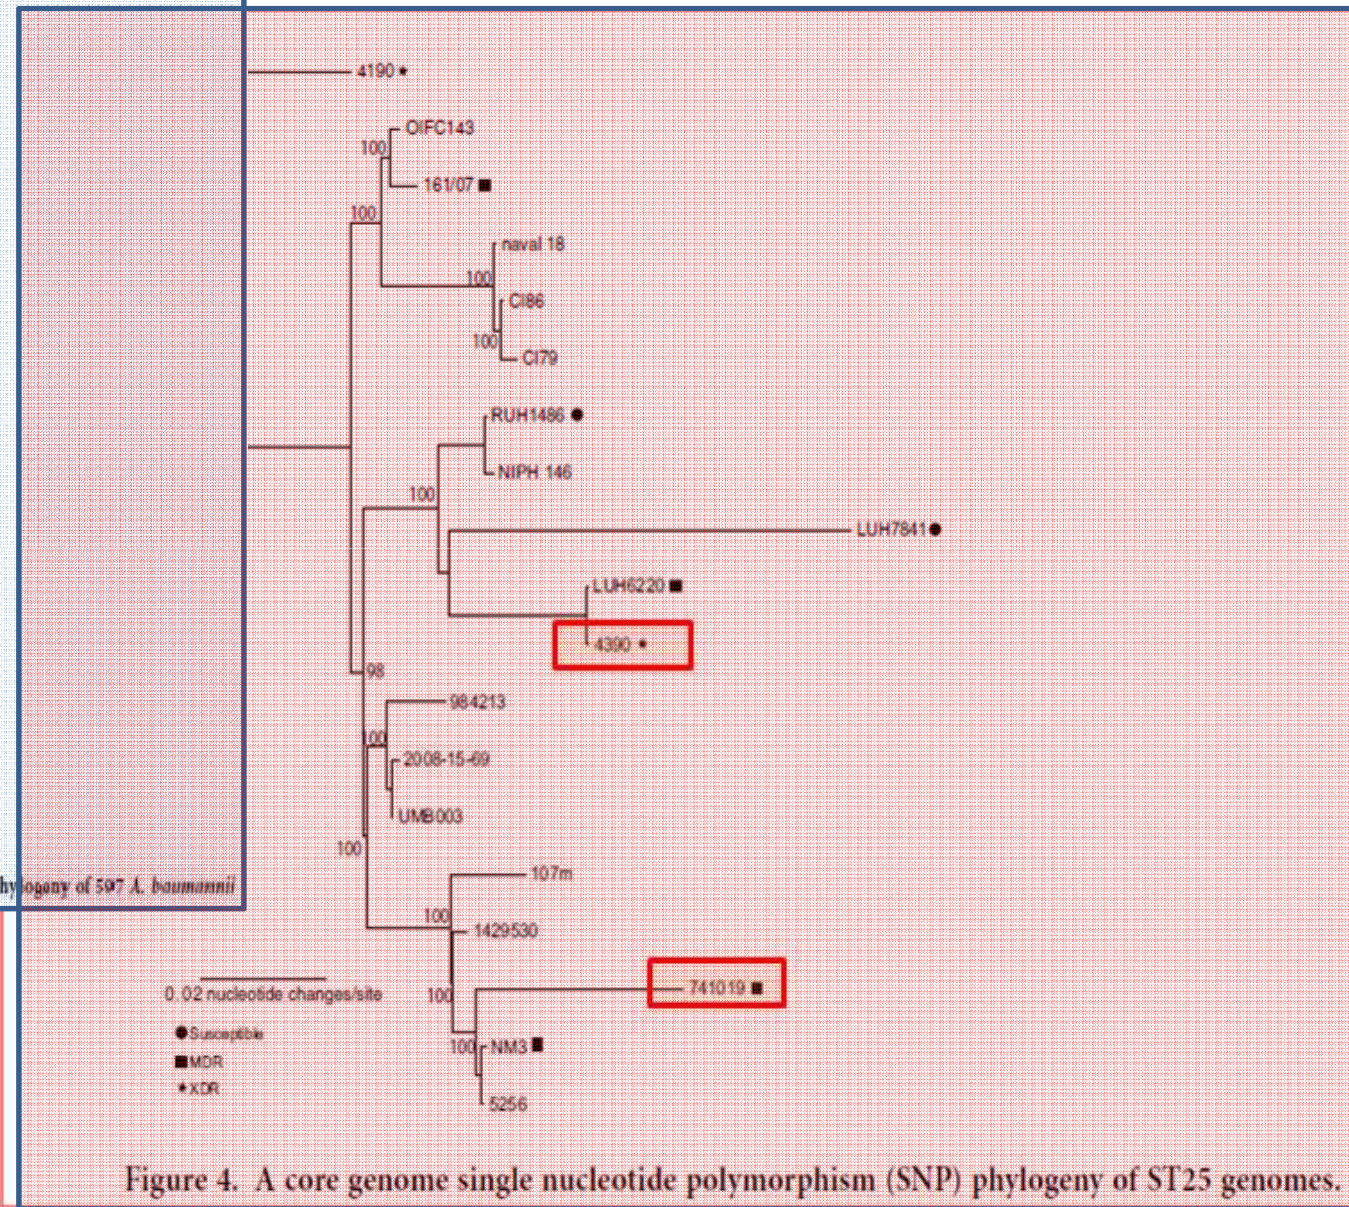 4190
OIFC143
100
161/07
100
naval 18
100
CI86
100
CI79
RUH1486
NIPH 146
100
LUH7841
LUH6220
4390
98
984213
100
2008-15-69
UMB003
100
107m
hylogeny of 597 A. baumannii
100
1429530
741019
0.02 nucleotide changes/site
100
Susceptible
NM3
100
MDR
XDR
5256
Figure 4. A core genome single nucleotide polymorphism (SNP) phylogeny of ST25 genomes.